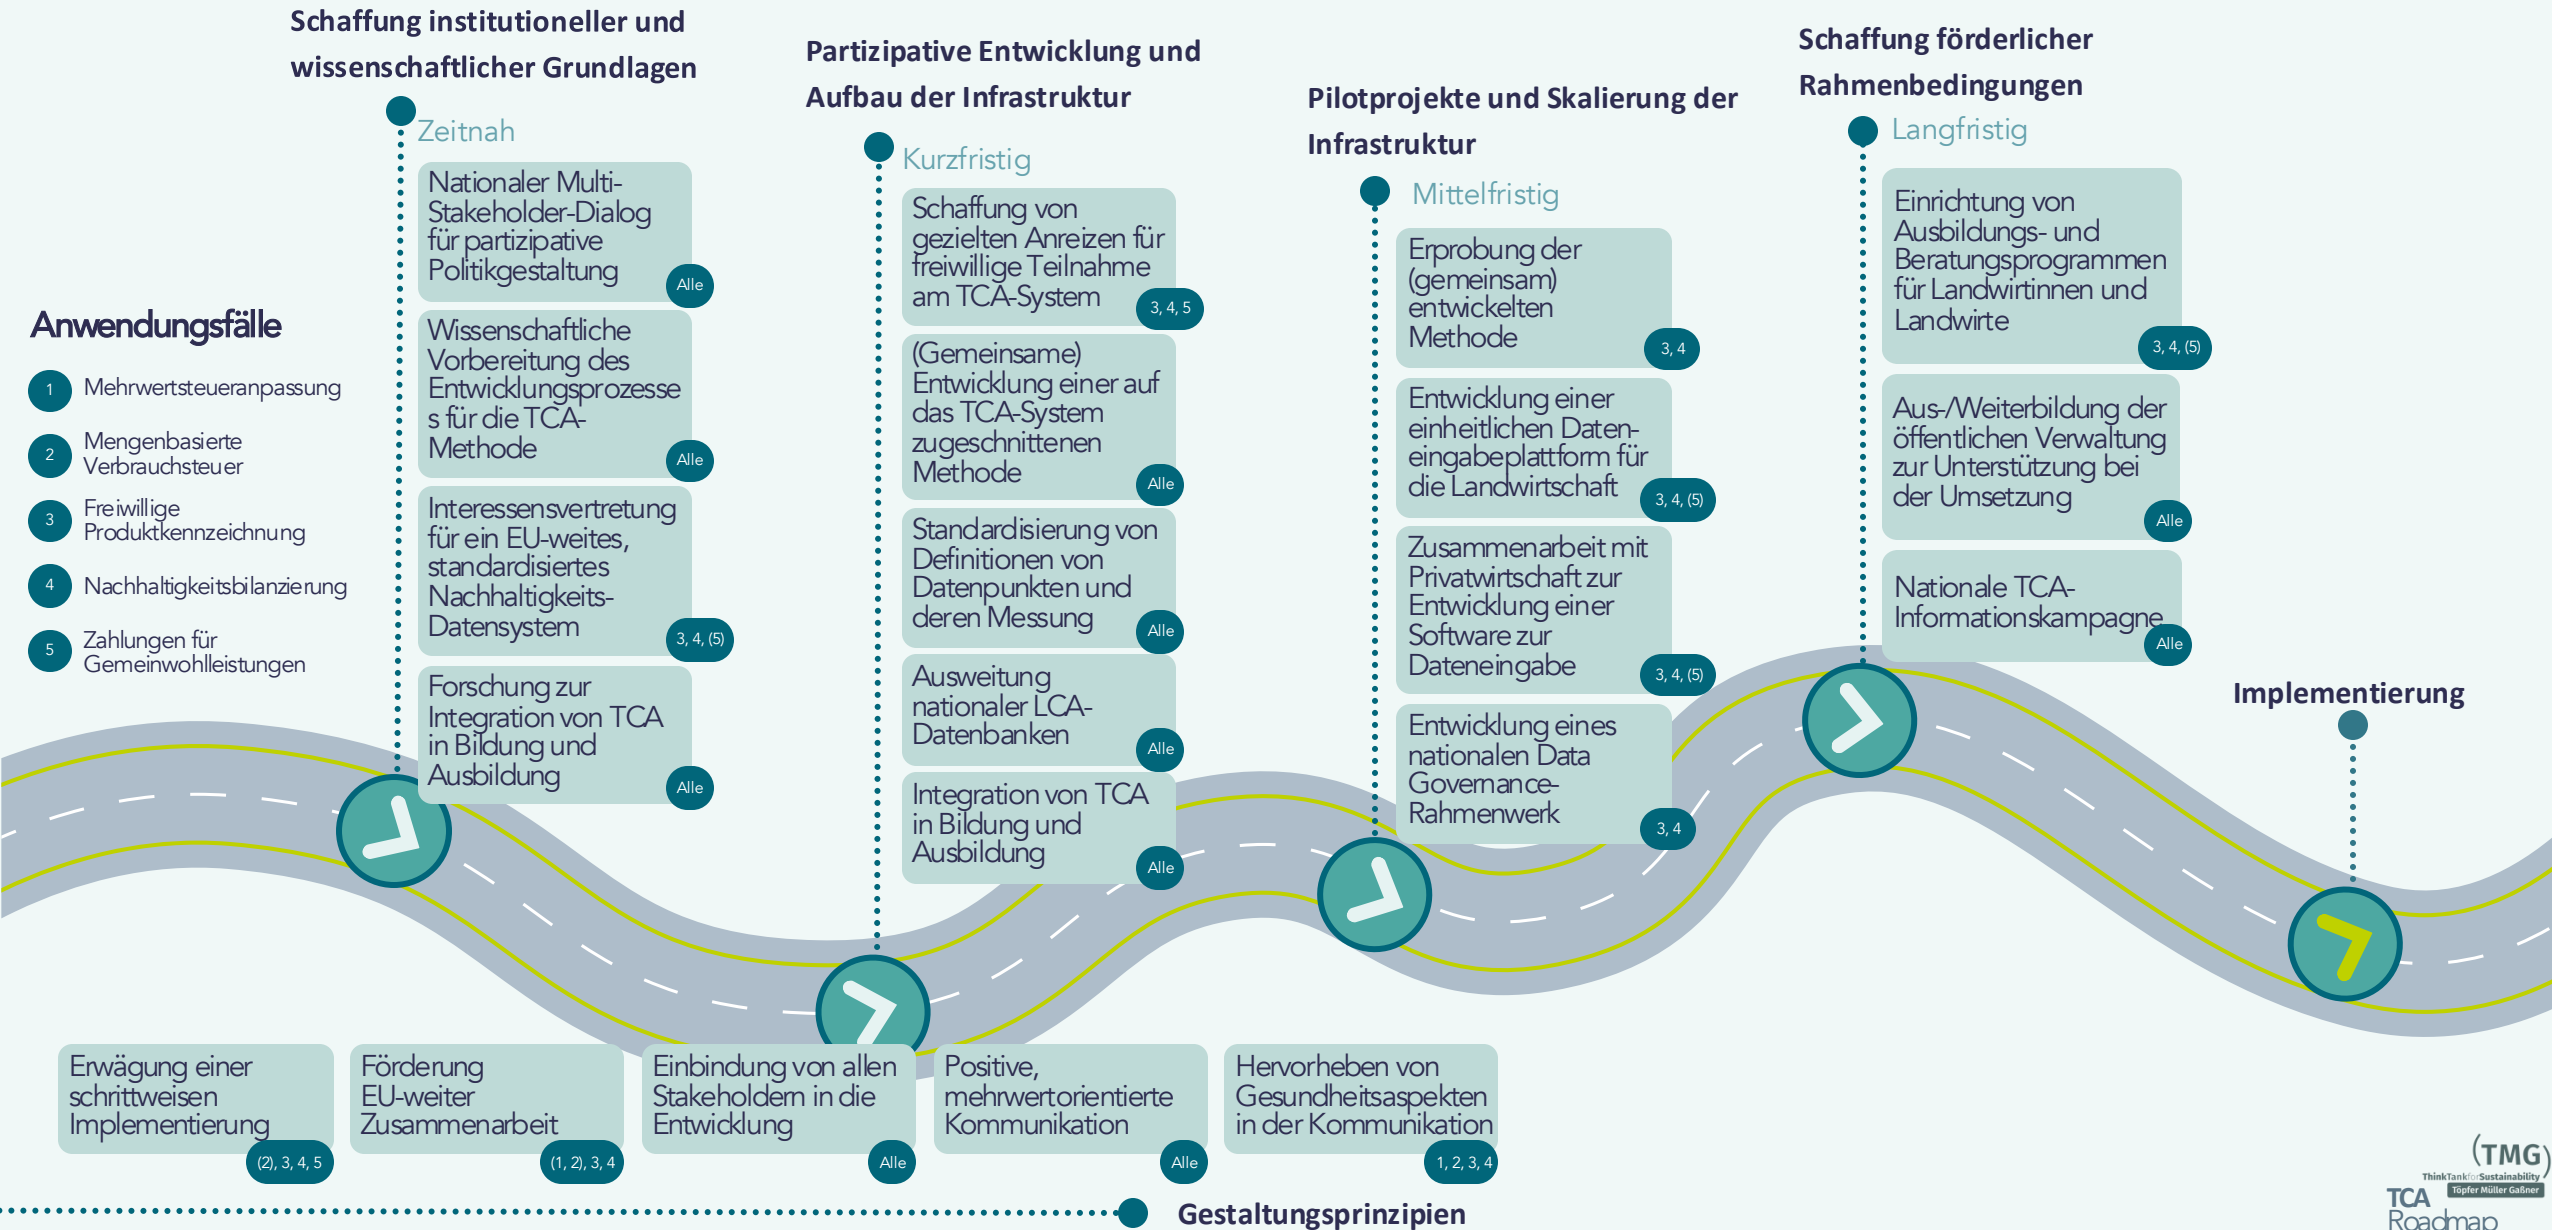 Schaffung institutioneller und
wissenschaftlicher Grundlagen
Zeitnah
Nationaler Multi-
Stakeholder-Dialog
für partizipative
Politikgestaltung
Alle
Wissenschaftliche
Vorbereitung des
Entwicklungsprozesse
s für die TCA-
Methode
Alle
Interessensvertretung
für ein EU-weites,
standardisiertes
Nachhaltigkeits-
Datensystem
3, 4, (5)
Forschung zur
Integration von TCA
in Bildung und
Ausbildung
Alle
Partizipative Entwicklung und
Aufbau der Infrastruktur
Kurzfristig
Schaffung von
gezielten Anreizen für
freiwillige Teilnahme
am TCA-System
3, 4, 5
(Gemeinsame)
Entwicklung einer auf
das TCA-System
zugeschnittenen
Methode
Alle
Standardisierung von
Definitionen von
Datenpunkten und
deren Messung
Alle
Ausweitung
nationaler LCA-
Datenbanken
Alle
Integration von TCA
in Bildung und
Ausbildung
Alle
Pilotprojekte und Skalierung der
Infrastruktur
Mittelfristig
Erprobung der
(gemeinsam)
entwickelten
Methode
3, 4
Entwicklung einer
einheitlichen Daten-
eingabeplattform für
die Landwirtschaft
3, 4, (5)
Zusammenarbeit mit
Privatwirtschaft zur
Entwicklung einer
Software zur
Dateneingabe
3, 4, (5)
Entwicklung eines
nationalen Data
Governance-
Rahmenwerk
3, 4
Schaffung förderlicher
Rahmenbedingungen
Langfristig
Einrichtung von
Ausbildungs- und
Beratungsprogrammen
für Landwirtinnen und
Landwirte
3, 4, (5)
Aus-/Weiterbildung der
öffentlichen Verwaltung
zur Unterstützung bei
der Umsetzung
Alle
Nationale TCA-
Informationskampagne
Alle
Implementierung
Anwendungsfälle
1 Mehrwertsteueranpassung
2 Mengenbasierte
Verbrauchsteuer
3 Freiwillige
Produktkennzeichnung
4 Nachhaltigkeitsbilanzierung
5 Zahlungen für
Gemeinwohlleistungen
Erwägung einer
schrittweisen
Implementierung
(2), 3, 4, 5
Förderung
EU-weiter
Zusammenarbeit
(1, 2), 3, 4
Einbindung von allen
Stakeholdern in die
Entwicklung
Alle
Positive,
mehrwertorientierte
Kommunikation
Alle
Hervorheben von
Gesundheitsaspekten
in der Kommunikation
1, 2, 3, 4
Gestaltungsprinzipien
(TMG)
ThinkTankforSustainability
Töpfer Müller Gaßner
TCA
Roadmap